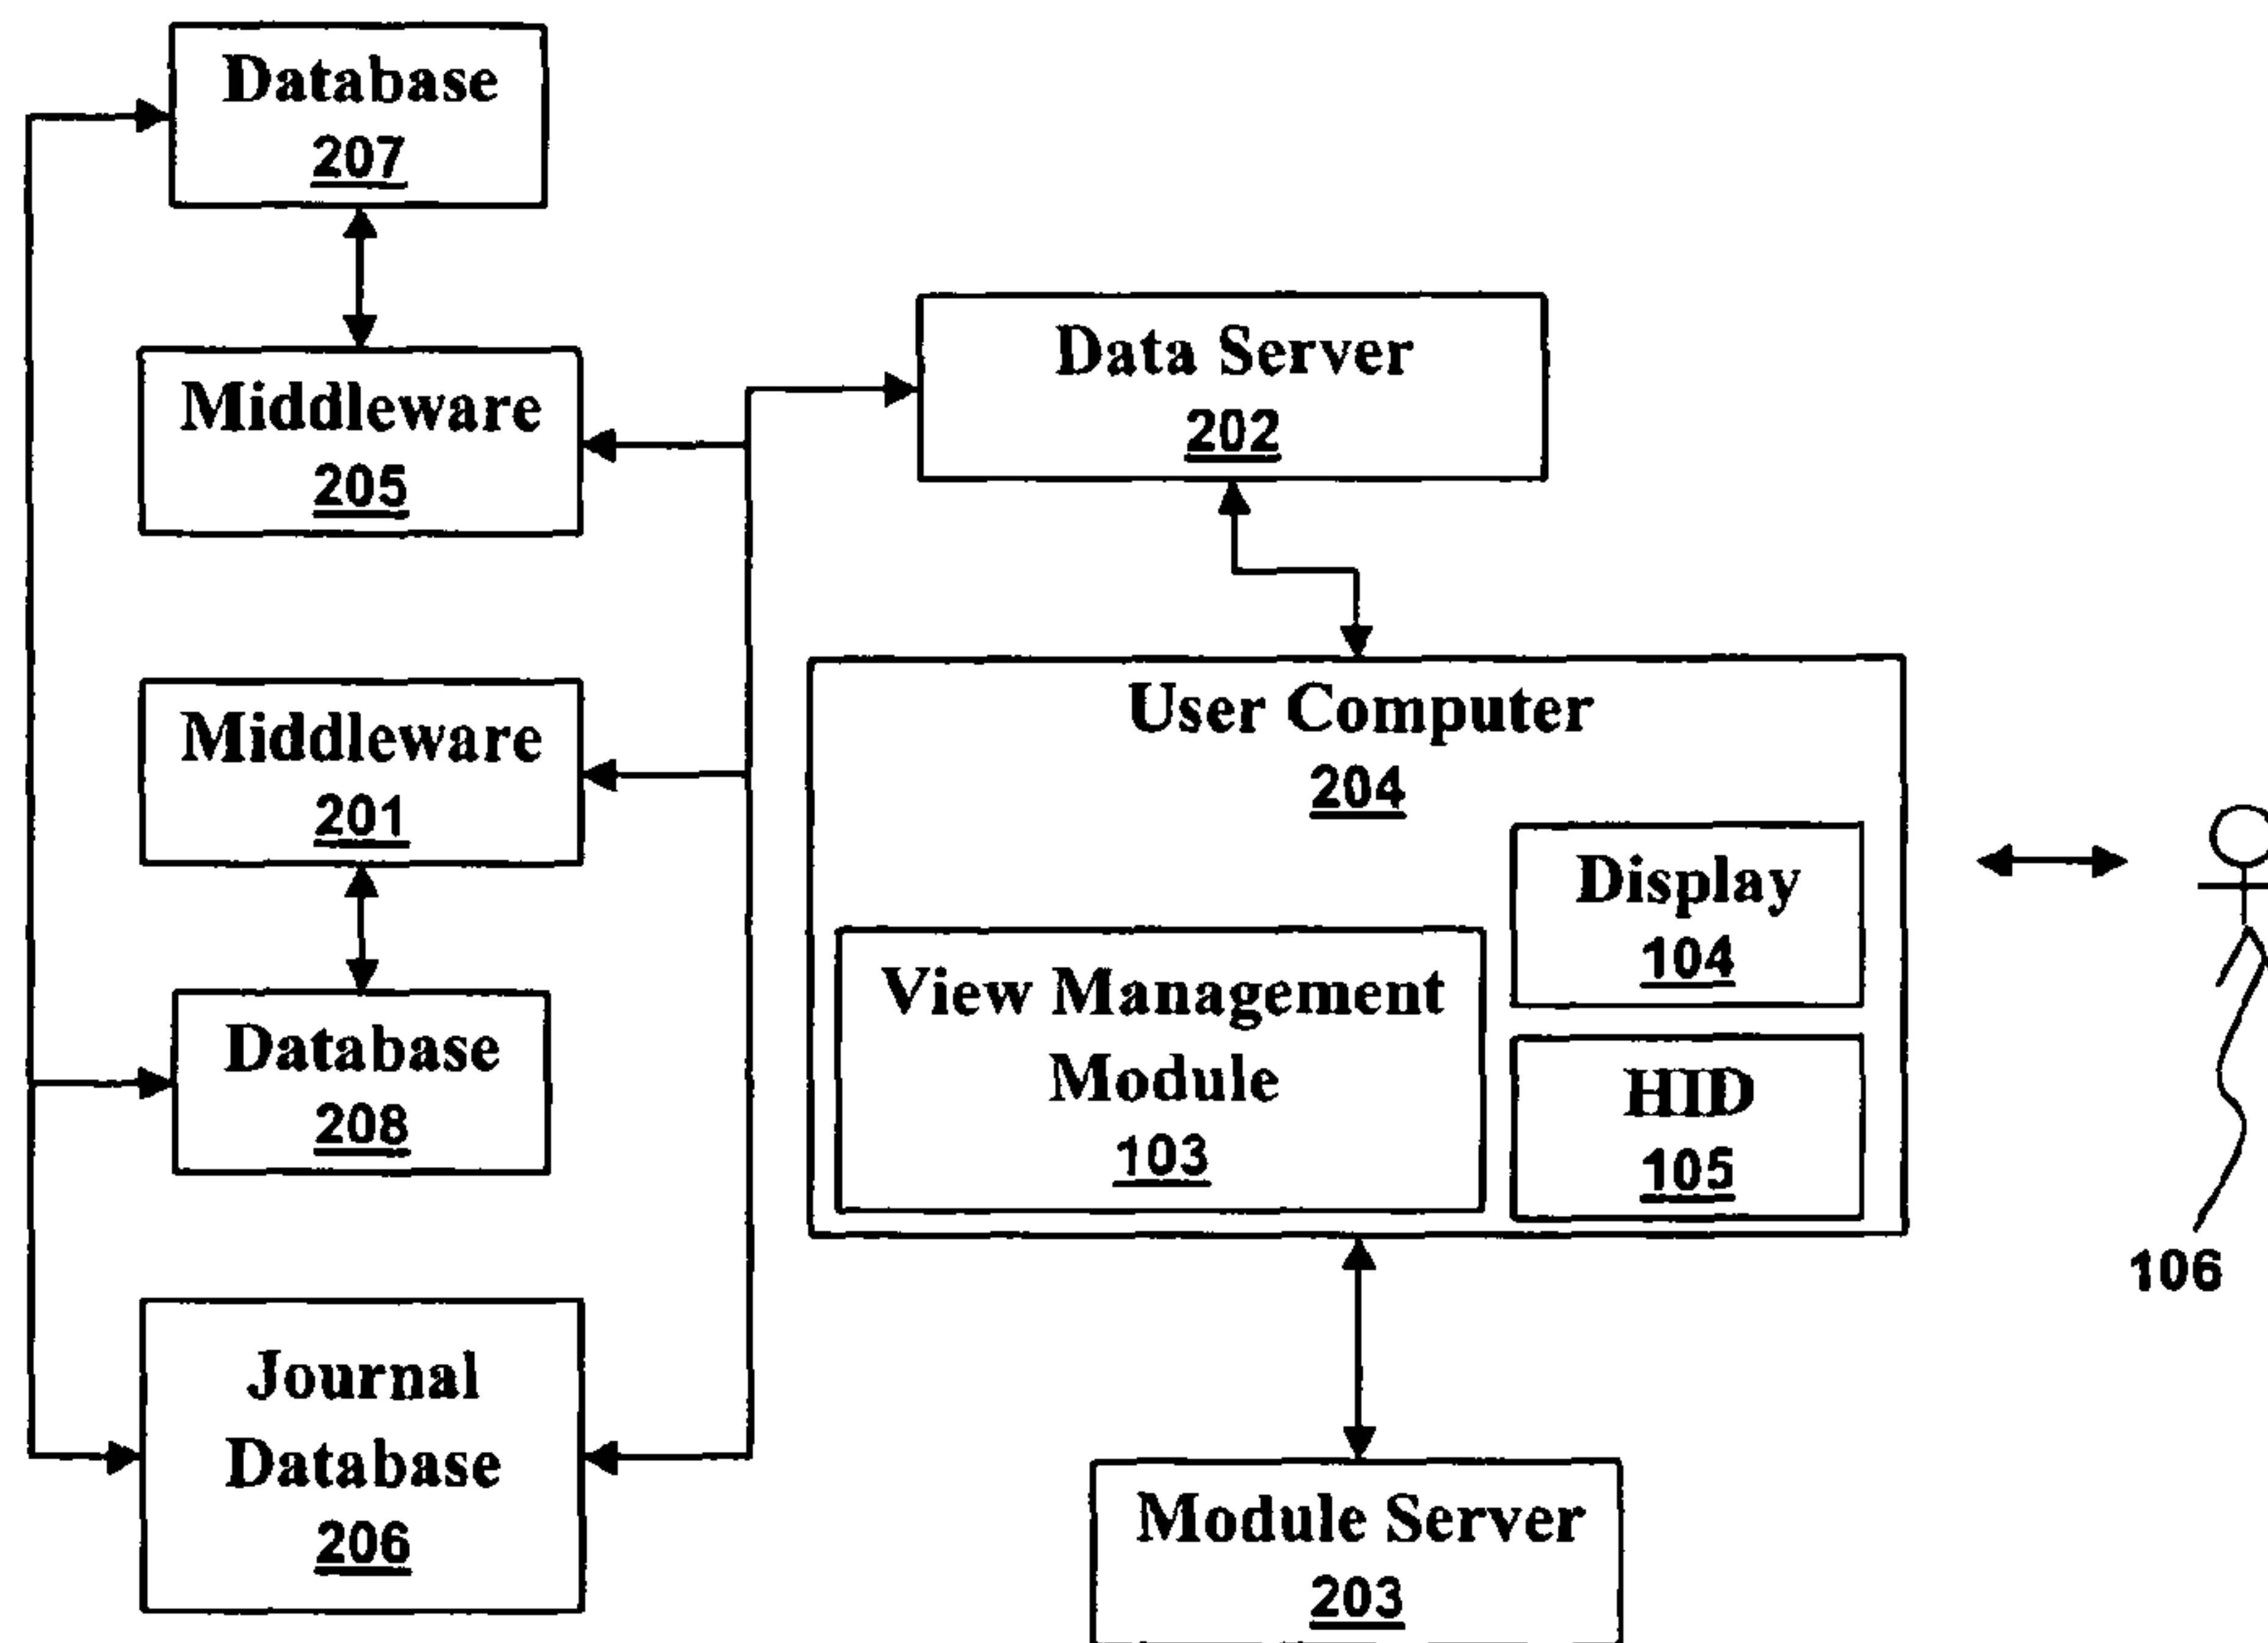 Database
207
Middleware
205
Middleware
201
Database
208
Journal
Database
206
Data Server
202
User Computer
204
View Management
Module
103
Display
104
HID
105
Module Server
203
106